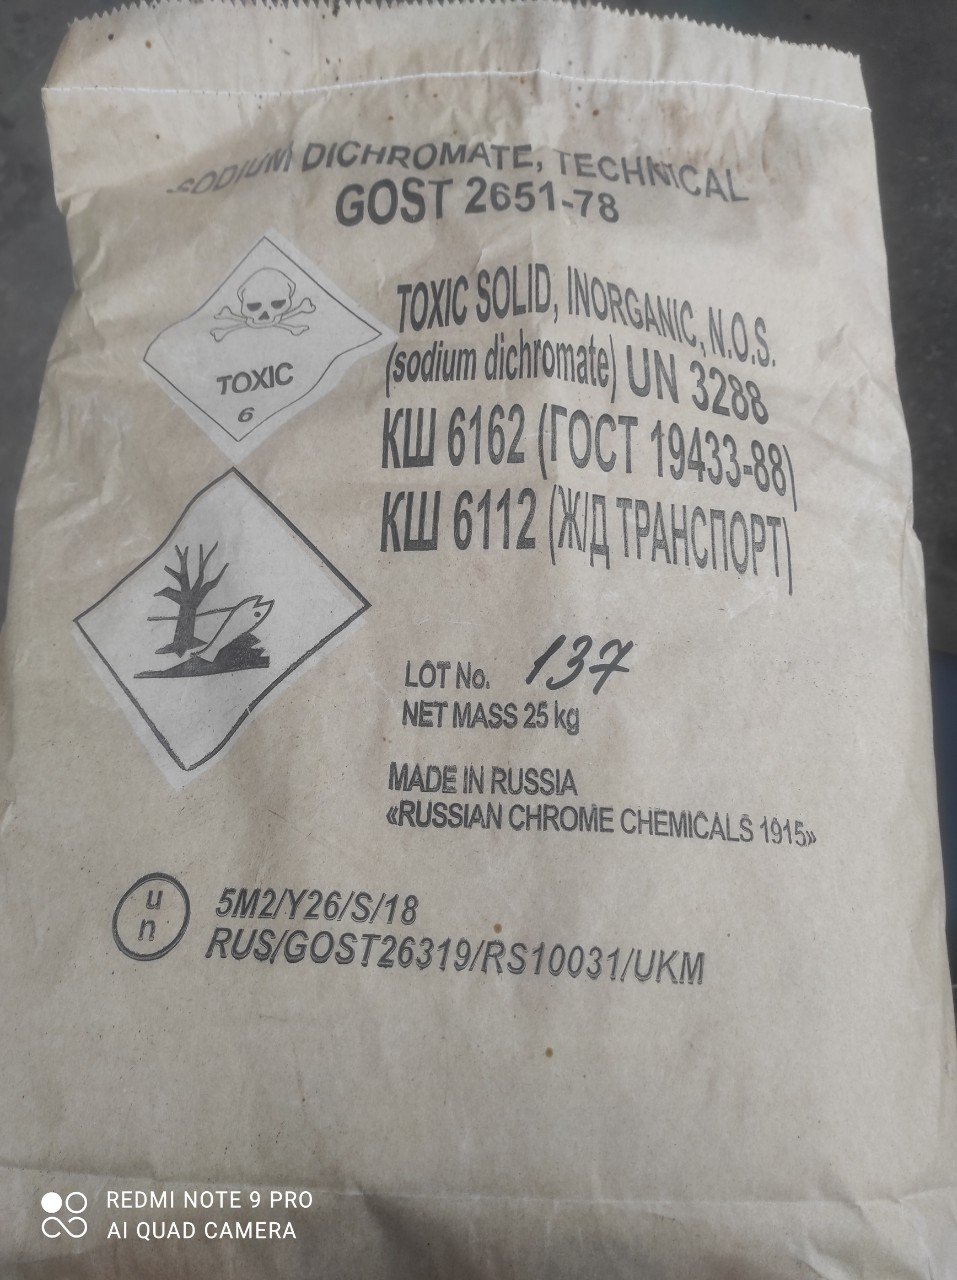 SODIUM DICHROMATE, TECHNICAL
GOST 2651-78
TOXIC
6
TOXIC SOLID, INORGANIC, N.O.S.
(sodium dichromate) UN 3288
КШ 6162 (ГОСТ 19433-88)
КШ 6112 (Ж/Д ТРАНСПОРТ)
LOT No. 137
NET MASS 25 kg
MADE IN RUSSIA
«RUSSIAN CHROME CHEMICALS 1915»
u
n
5M2/Y26/S/18
RUS/GOST26319/RS10031/UKM
REDMI NOTE 9 PRO
AI QUAD CAMERA